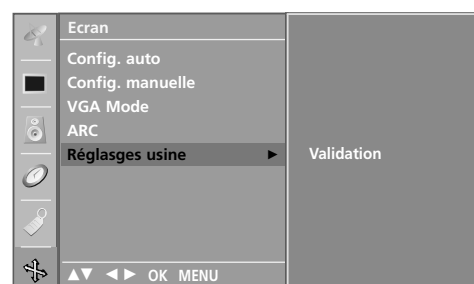 Ecran
Config. auto
Config. manuelle
VGA Mode
ARC
Réglasges usine ►
Validation
▲▼ ◄► OK MENU